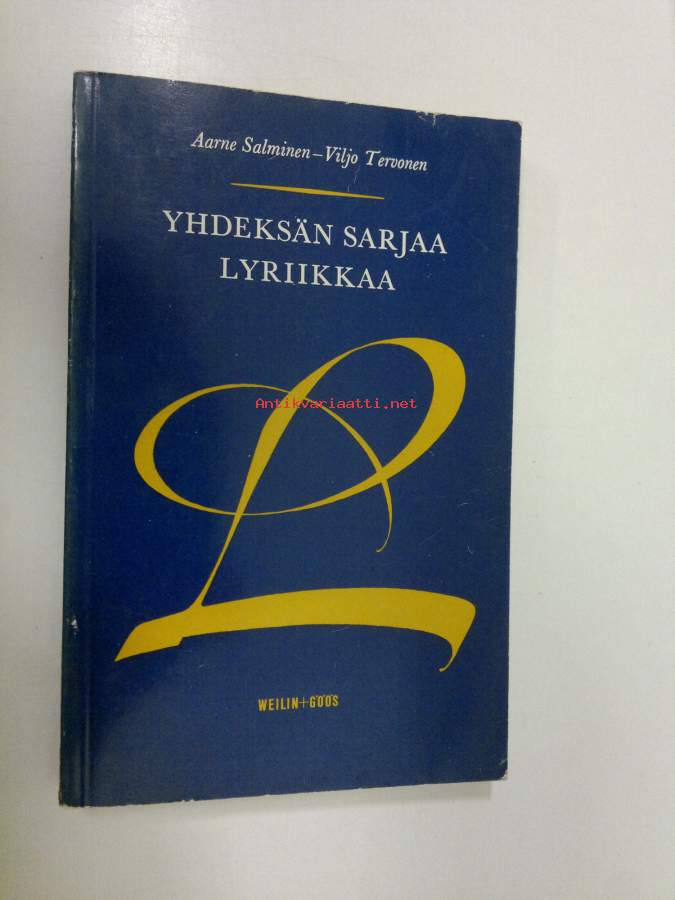 Aarne Salminen – Viljo Tervonen
YHDEKSÄN SARJAA
LYRIIKKAA
Antikvariaatti.net
L
WEILIN+GÖÖS